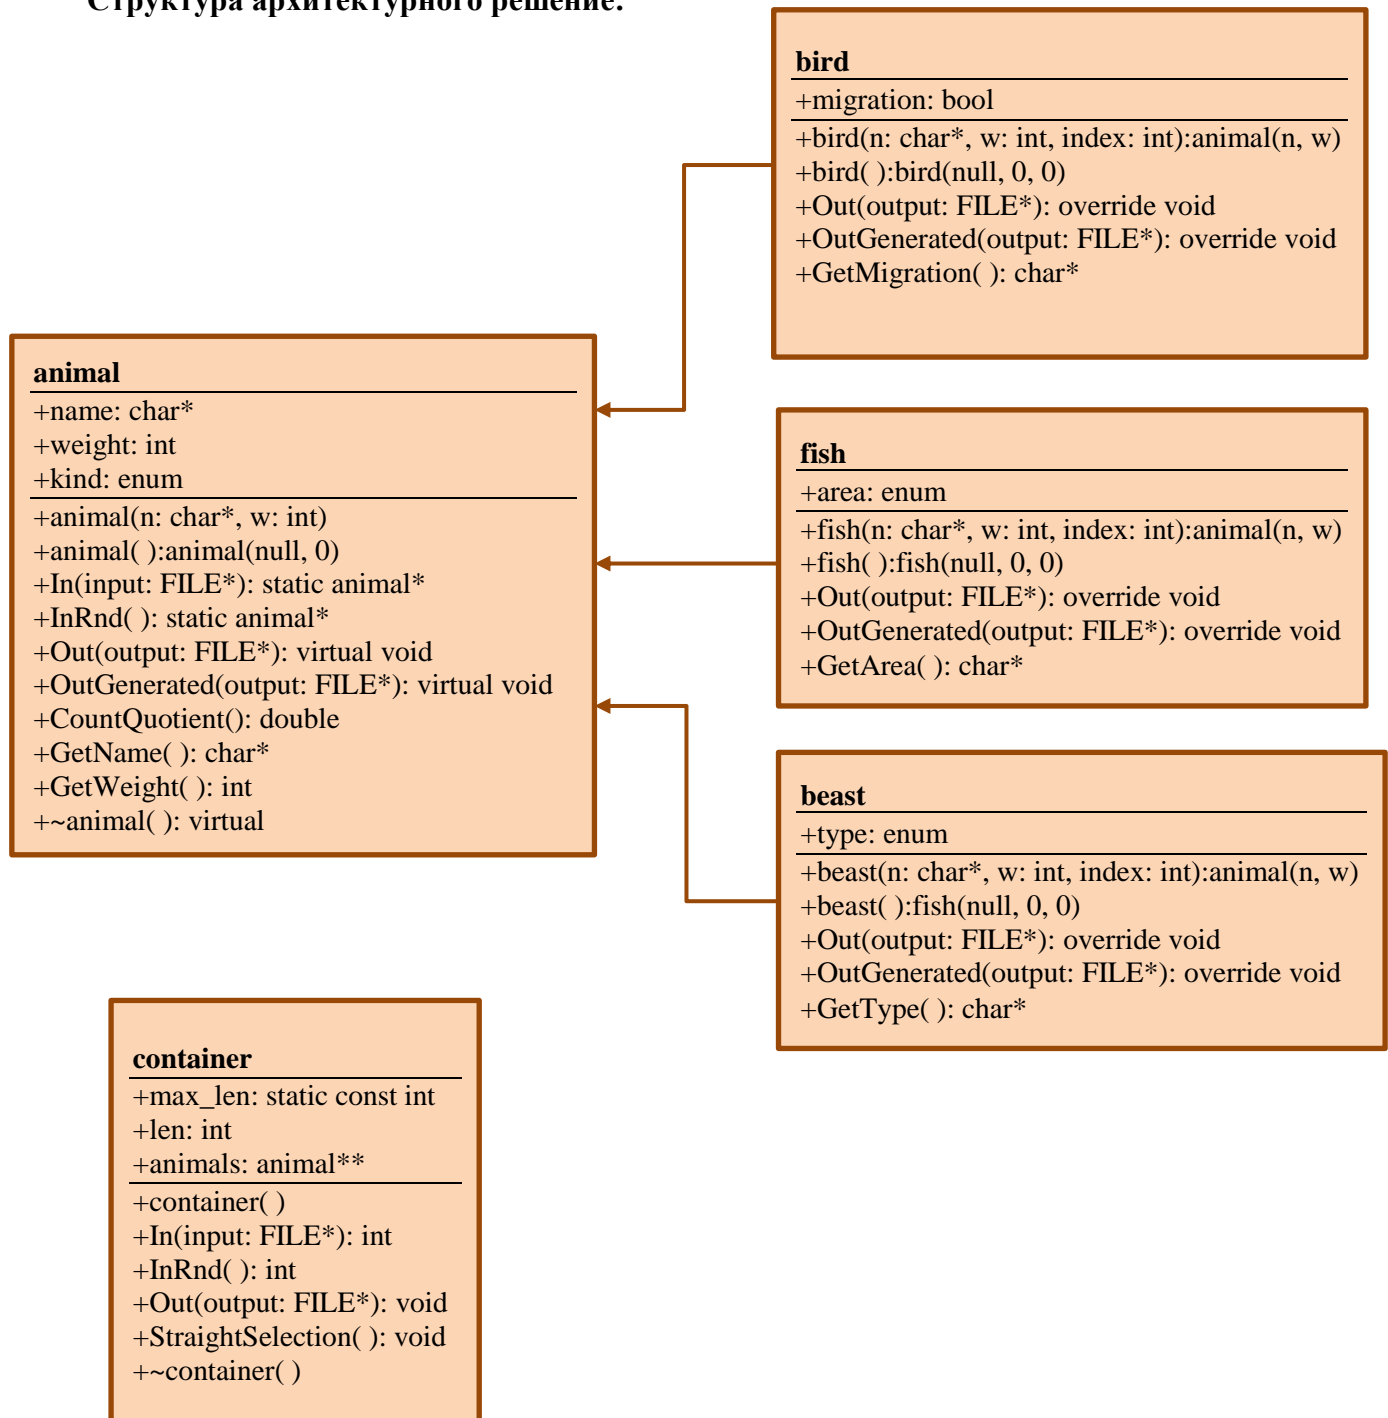 Структура архитектурного решение:
bird
+migration: bool
+bird(n: char*, w: int, index: int):animal(n, w)
+bird( ):bird(null, 0, 0)
+Out(output: FILE*): override void
+OutGenerated(output: FILE*): override void
+GetMigration( ): char*
animal
+name: char*
+weight: int
+kind: enum
+animal(n: char*, w: int)
+animal( ):animal(null, 0)
+In(input: FILE*): static animal*
+InRnd( ): static animal*
+Out(output: FILE*): virtual void
+OutGenerated(output: FILE*): virtual void
+CountQuotient(): double
+GetName( ): char*
+GetWeight( ): int
+~animal( ): virtual
fish
+area: enum
+fish(n: char*, w: int, index: int):animal(n, w)
+fish( ):fish(null, 0, 0)
+Out(output: FILE*): override void
+OutGenerated(output: FILE*): override void
+GetArea( ): char*
beast
+type: enum
+beast(n: char*, w: int, index: int):animal(n, w)
+beast( ):fish(null, 0, 0)
+Out(output: FILE*): override void
+OutGenerated(output: FILE*): override void
+GetType( ): char*
container
+max_len: static const int
+len: int
+animals: animal**
+container( )
+In(input: FILE*): int
+InRnd( ): int
+Out(output: FILE*): void
+StraightSelection( ): void
+~container( )